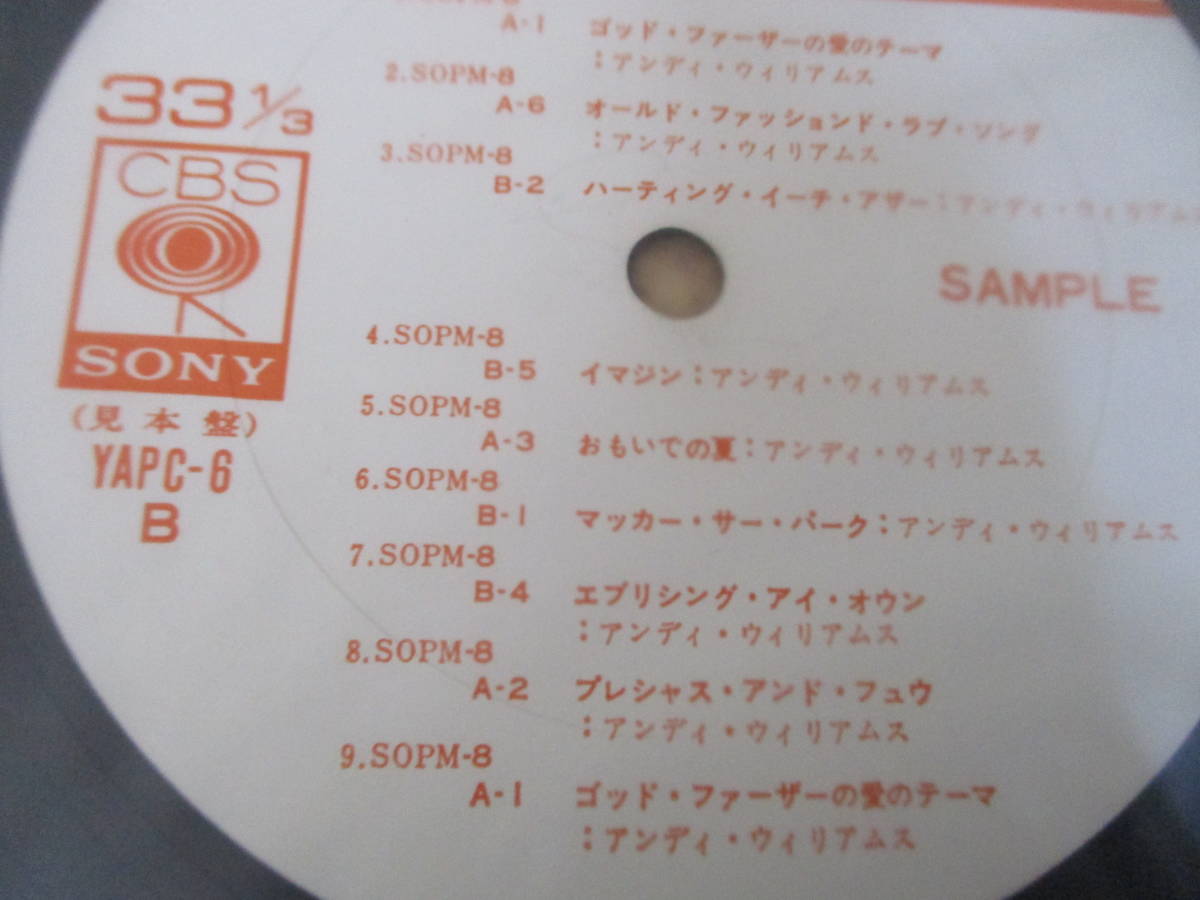 A-1 ゴッド・ファーザーの愛のテーマ
:アンディ・ウィリアムス
2.SOPM-8
A-6 オールド・ファッションド・ラブ・ソング
:アンディ・ウィリアムス
3.SOPM-8
B-2 ハーティング・イーチ・アザー:アンディ・ウィリアムス
33 1/3
CBS
SONY
(見本盤)
YAPC-6
B
SAMPLE
4.SOPM-8
B-5 イマジン:アンディ・ウィリアムス
5.SOPM-8
A-3 おもいでの夏:アンディ・ウィリアムス
6.SOPM-8
B-1 マッカー・サー・パーク:アンディ・ウィリアムス
7.SOPM-8
B-4 エブリシング・アイ・オウン
:アンディ・ウィリアムス
8.SOPM-8
A-2 プレシャス・アンド・フュウ
:アンディ・ウィリアムス
9.SOPM-8
A-1 ゴッド・ファーザーの愛のテーマ
:アンディ・ウィリアムス